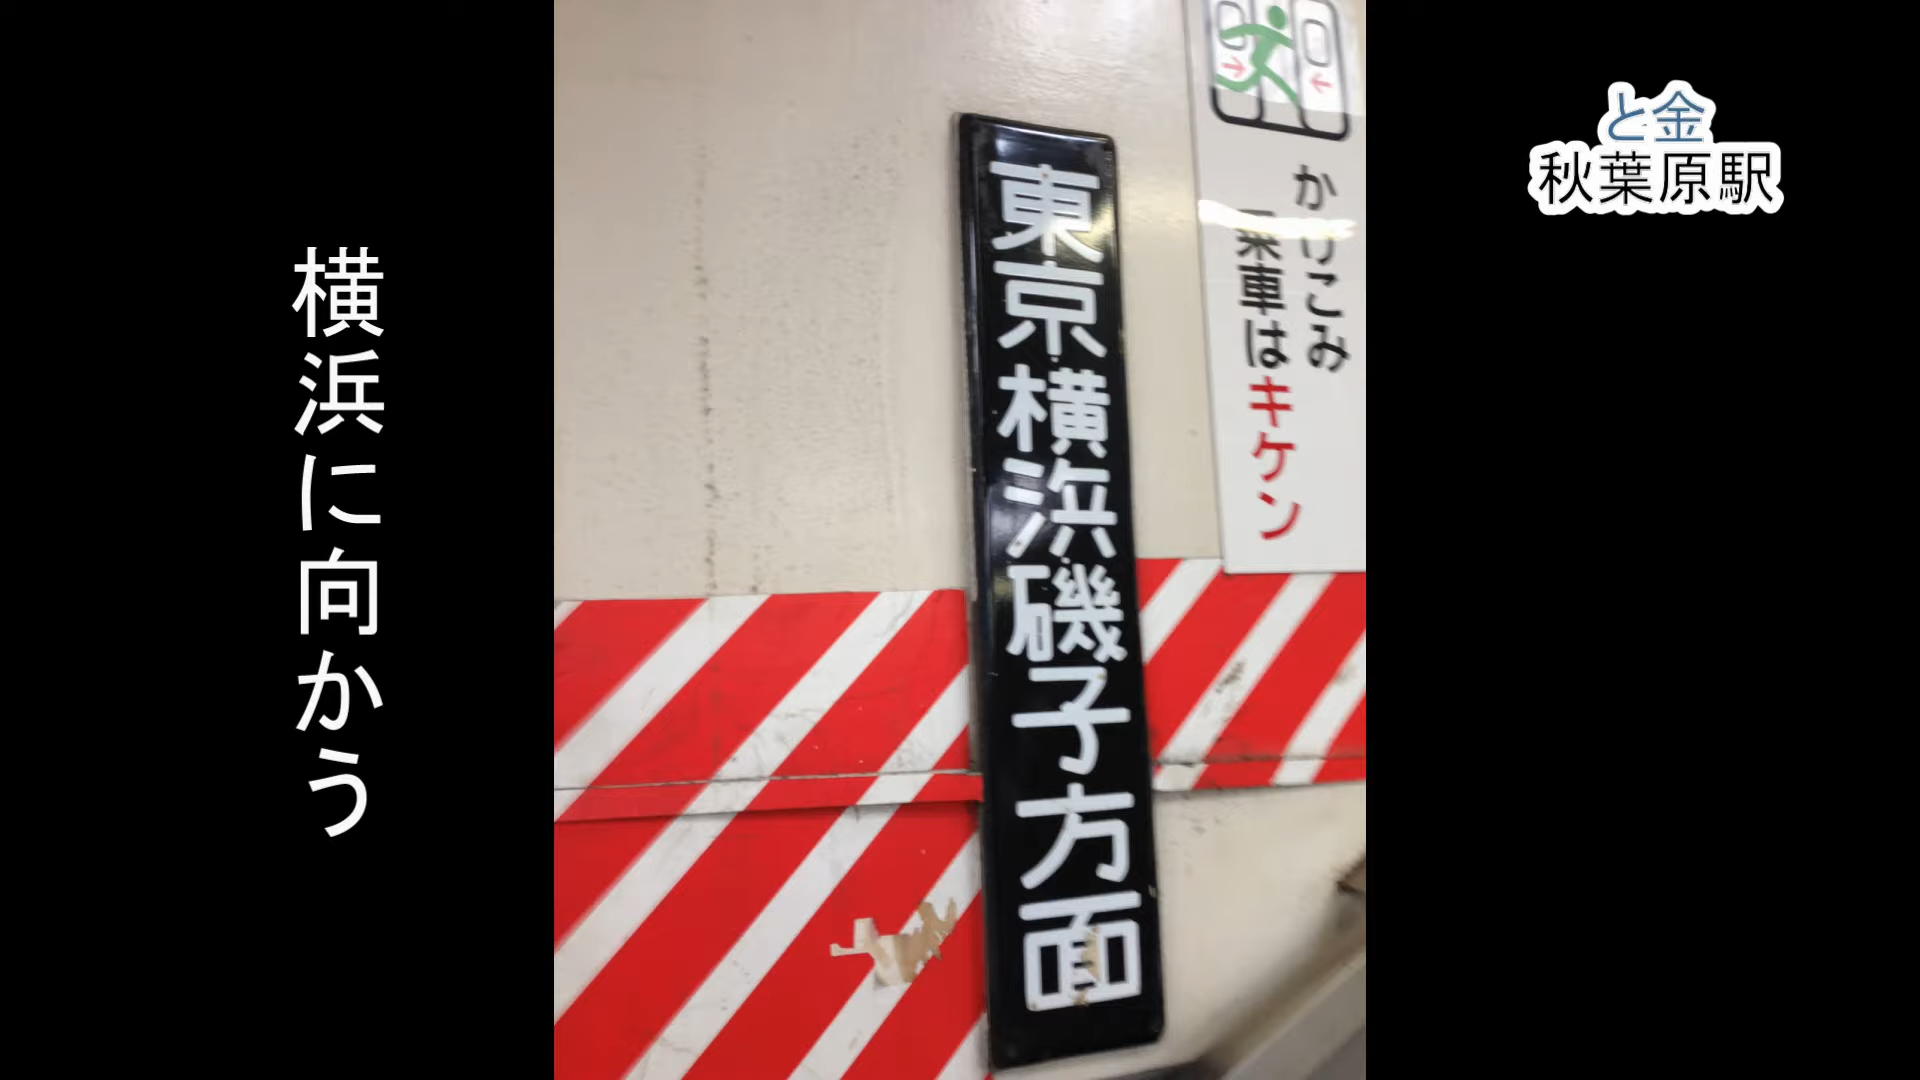 横浜に向かう
東京横浜磯子方面
かけこみ
乗車はキケン
と金
秋葉原駅